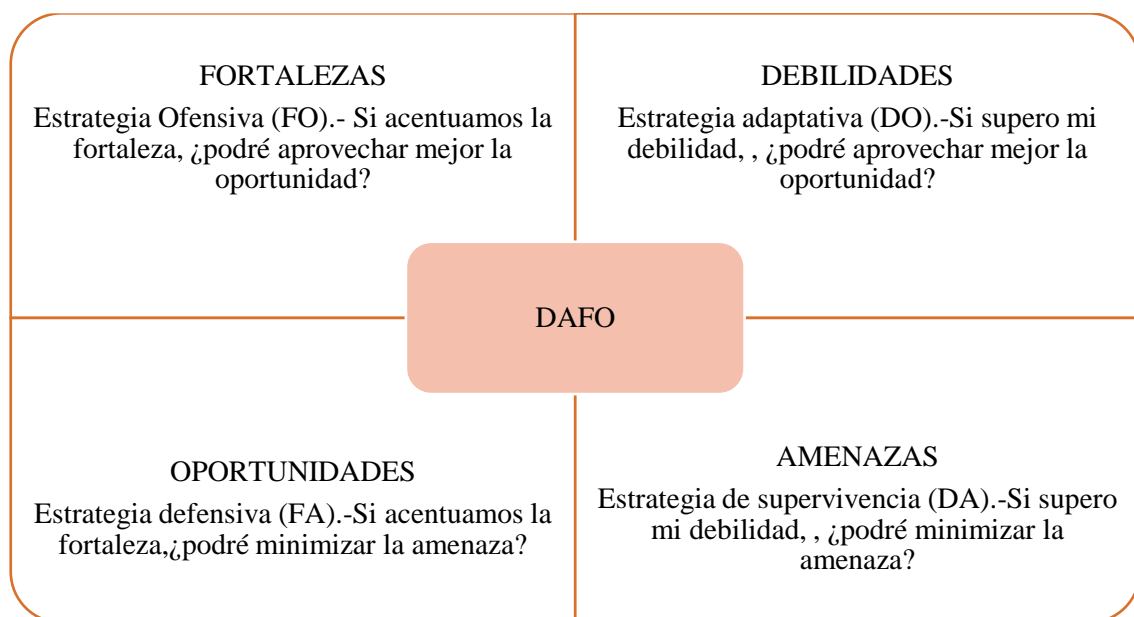 FORTALEZAS
Estrategia Ofensiva (FO).- Si acentuamos la
fortaleza, ¿podré aprovechar mejor la
oportunidad?
DEBILIDADES
Estrategia adaptativa (DO).-Si supero mi
debilidad, , ¿podré aprovechar mejor la
oportunidad?
DAFO
OPORTUNIDADES
Estrategia defensiva (FA).-Si acentuamos la
fortaleza,¿podré minimizar la amenaza?
AMENAZAS
Estrategia de supervivencia (DA).-Si supero
mi debilidad, , ¿podré minimizar la
amenaza?